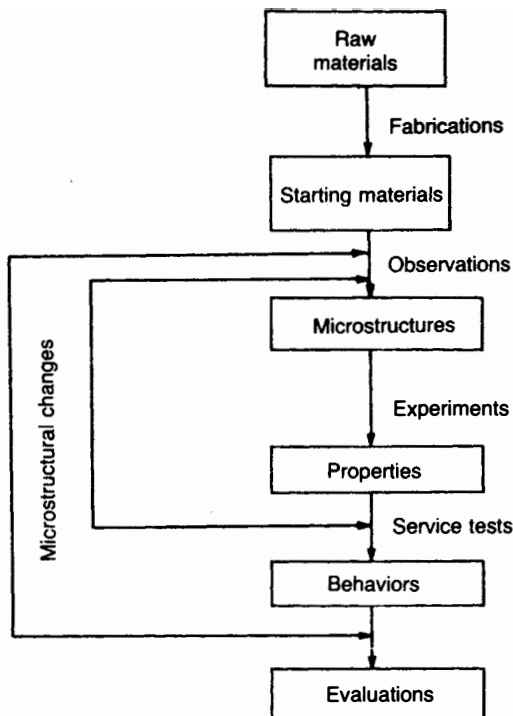 Raw
materials
Fabrications
Starting materials
Observations
Microstructures
Microstructural changes
Experiments
Properties
Service tests
Behaviors
Evaluations